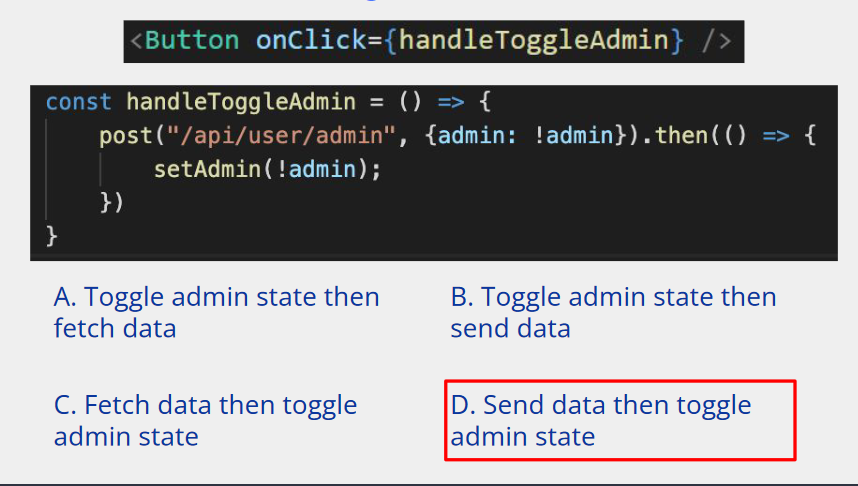 <Button onClick={handleToggleAdmin} />
const handleToggleAdmin = () => {
    post("/api/user/admin", {admin: !admin}).then(() => {
        setAdmin(!admin);
    })
}
A. Toggle admin state then
fetch data
B. Toggle admin state then
send data
C. Fetch data then toggle
admin state
D. Send data then toggle
admin state